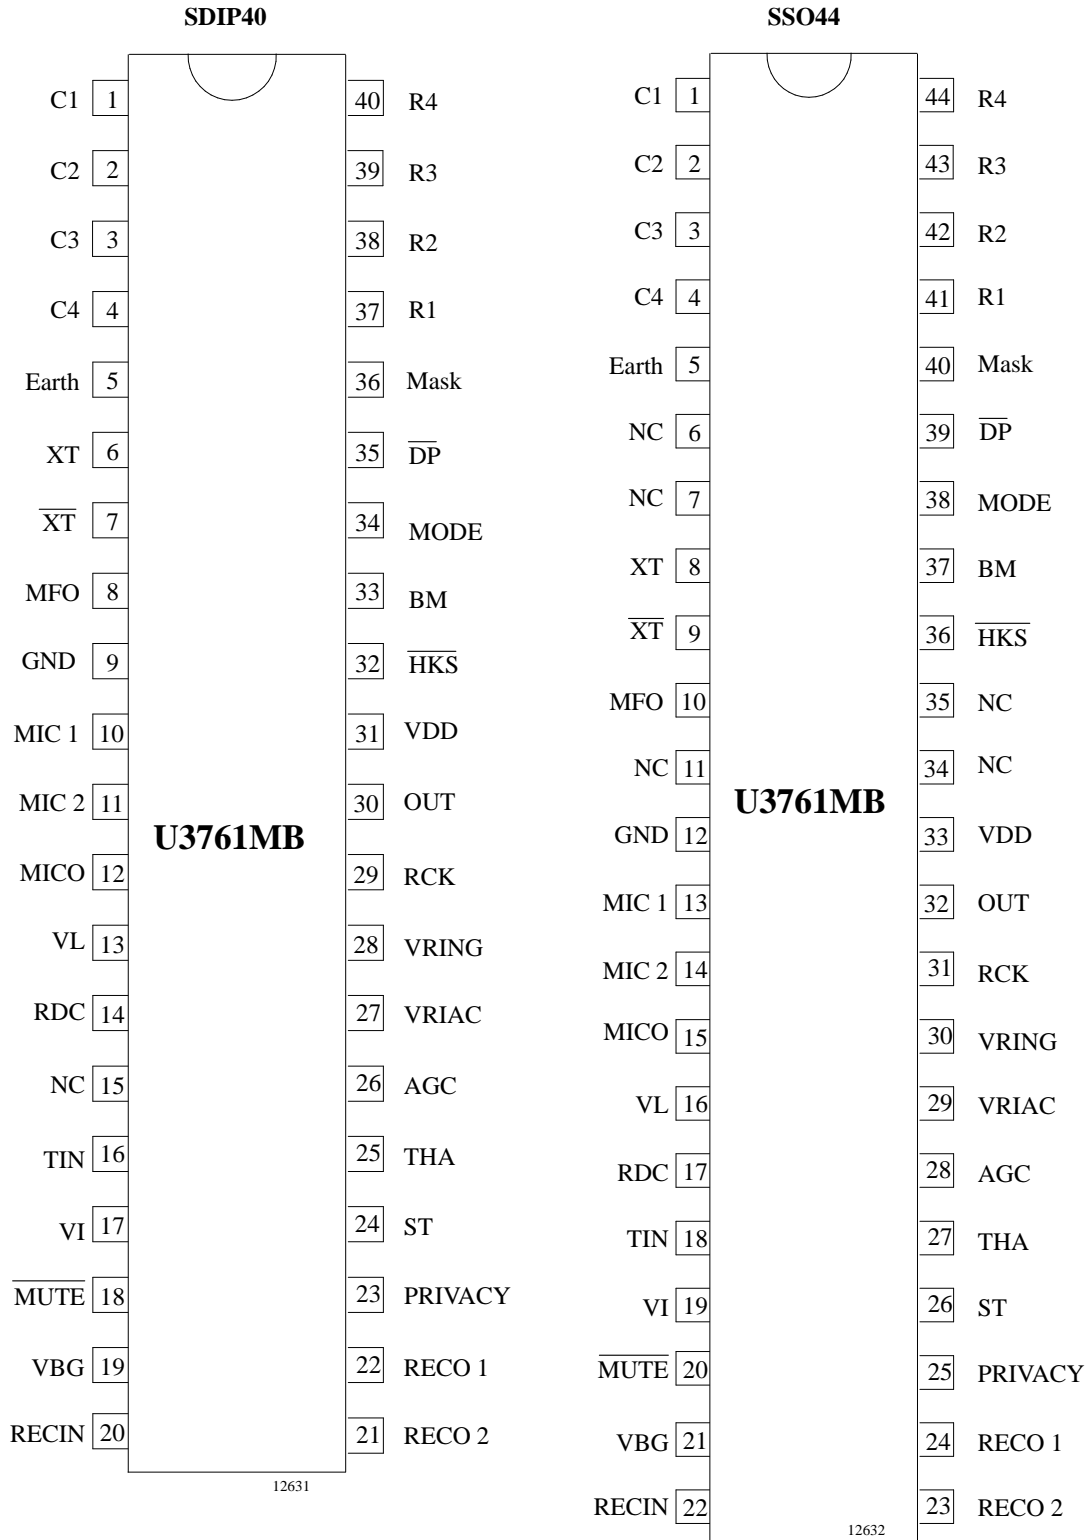 SDIP40
C1 1 40 R4
C2 2 39 R3
C3 3 38 R2
C4 4 37 R1
Earth 5 36 Mask
XT 6 35 D̅P̅
X̅T̅ 7 34 MODE
MFO 8 33 BM
GND 9 32 H̅K̅S̅
MIC 1 10 31 VDD
MIC 2 11 30 OUT
U3761MB
MICO 12 29 RCK
VL 13 28 VRING
RDC 14 27 VRIAC
NC 15 26 AGC
TIN 16 25 THA
VI 17 24 ST
M̅U̅T̅E̅ 18 23 PRIVACY
VBG 19 22 RECO 1
RECIN 20 21 RECO 2
12631
SSO44
C1 1 44 R4
C2 2 43 R3
C3 3 42 R2
C4 4 41 R1
Earth 5 40 Mask
NC 6 39 D̅P̅
NC 7 38 MODE
XT 8 37 BM
X̅T̅ 9 36 H̅K̅S̅
MFO 10 35 NC
NC 11 34 NC
U3761MB
GND 12 33 VDD
MIC 1 13 32 OUT
MIC 2 14 31 RCK
MICO 15 30 VRING
VL 16 29 VRIAC
RDC 17 28 AGC
TIN 18 27 THA
VI 19 26 ST
M̅U̅T̅E̅ 20 25 PRIVACY
VBG 21 24 RECO 1
RECIN 22 23 RECO 2
12632